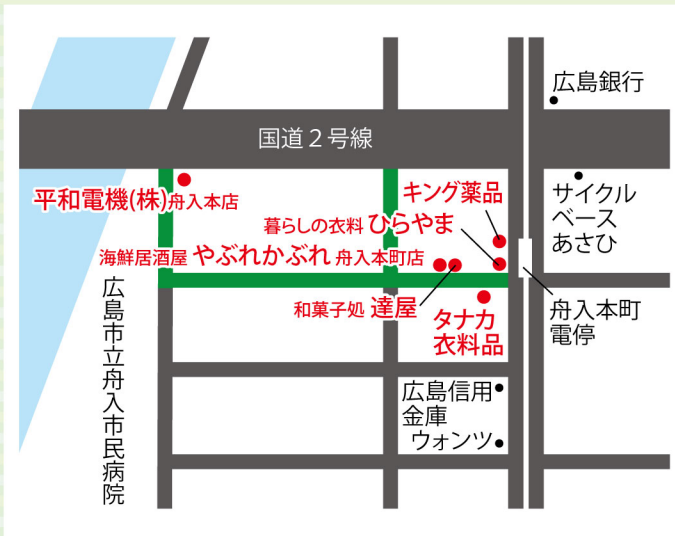 広島銀行
国道2号線
サイクル
ベース
あさひ
平和電機(株)舟入本店
キング薬品
暮らしの衣料 ひらやま
海鮮居酒屋 やぶれかぶれ 舟入本町店
和菓子処 達屋
タナカ
衣料品
舟入本町
電停
広島市立舟入市民病院
広島信用
金庫
ウォンツ